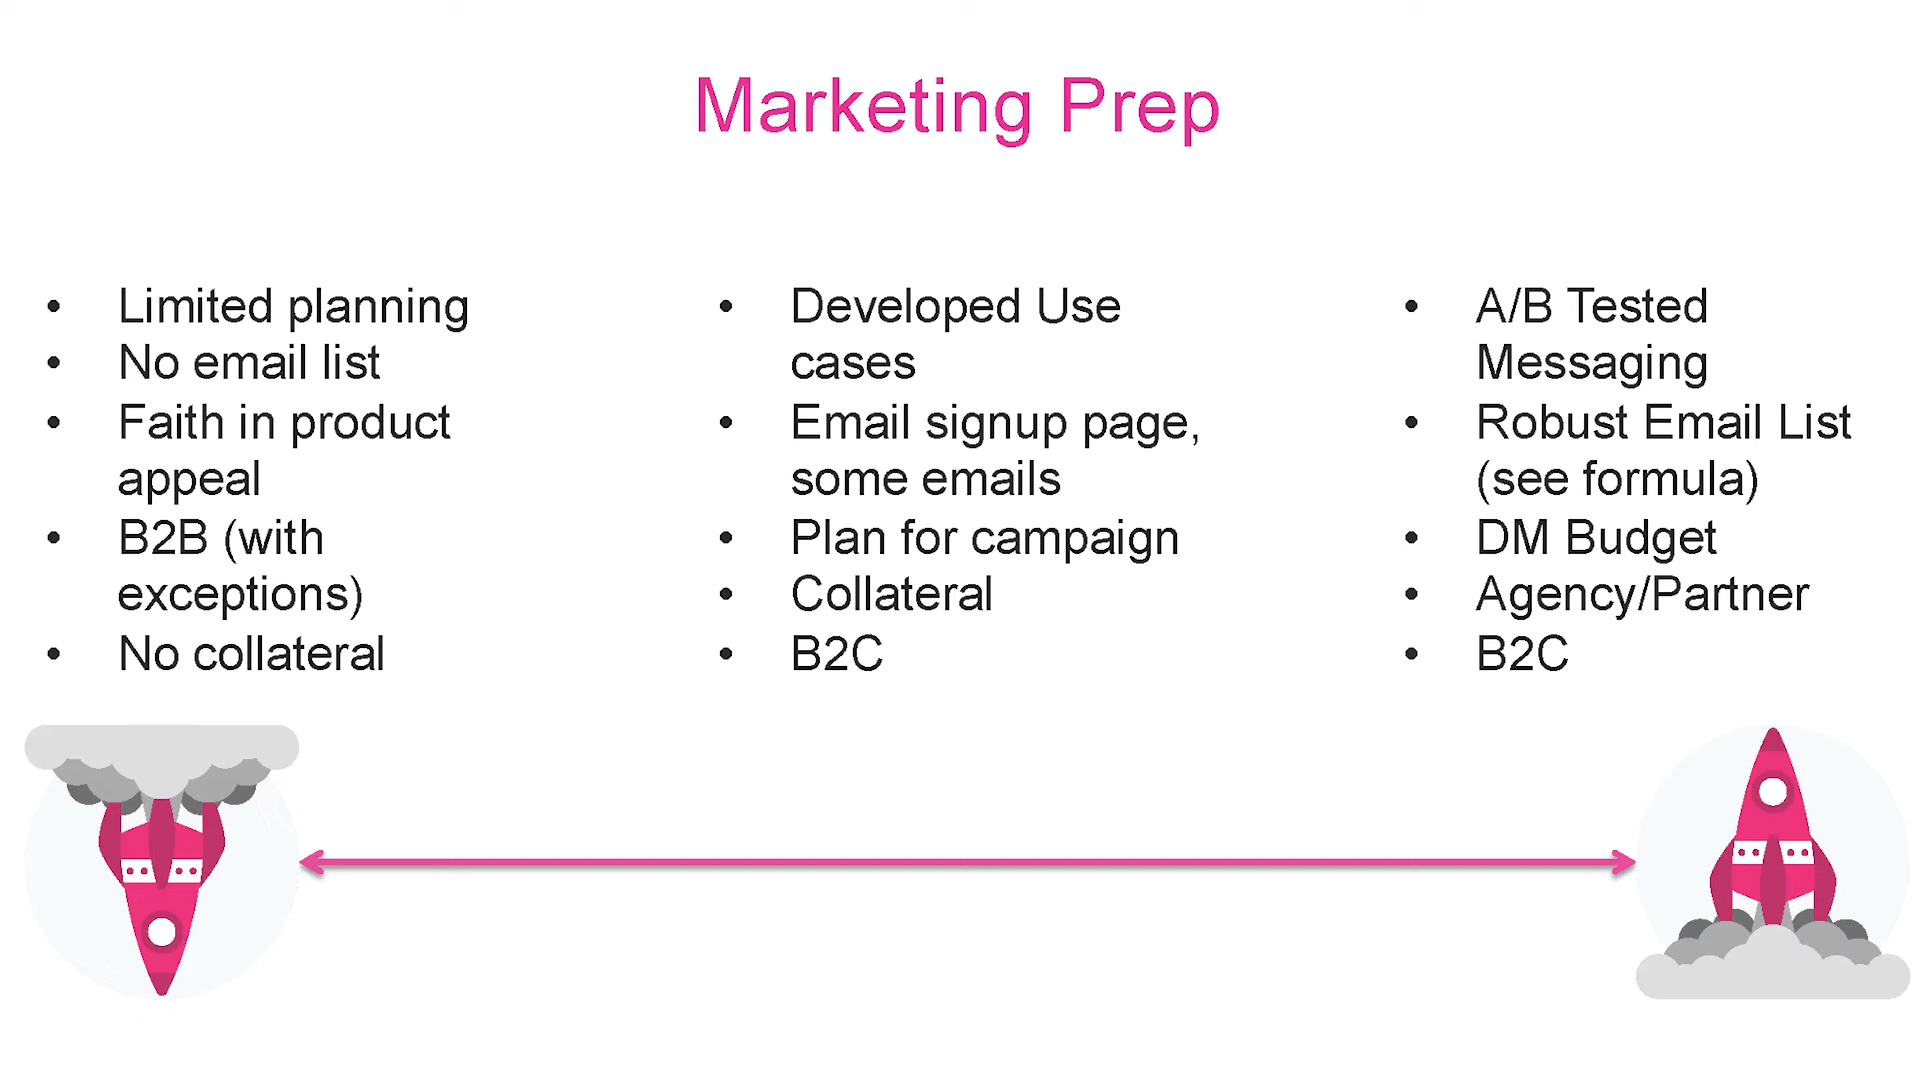 Marketing Prep
• Limited planning
• No email list
• Faith in product
appeal
• B2B (with
exceptions)
• No collateral
• Developed Use
cases
• Email signup page,
some emails
• Plan for campaign
• Collateral
• B2C
• A/B Tested
Messaging
• Robust Email List
(see formula)
• DM Budget
• Agency/Partner
• B2C